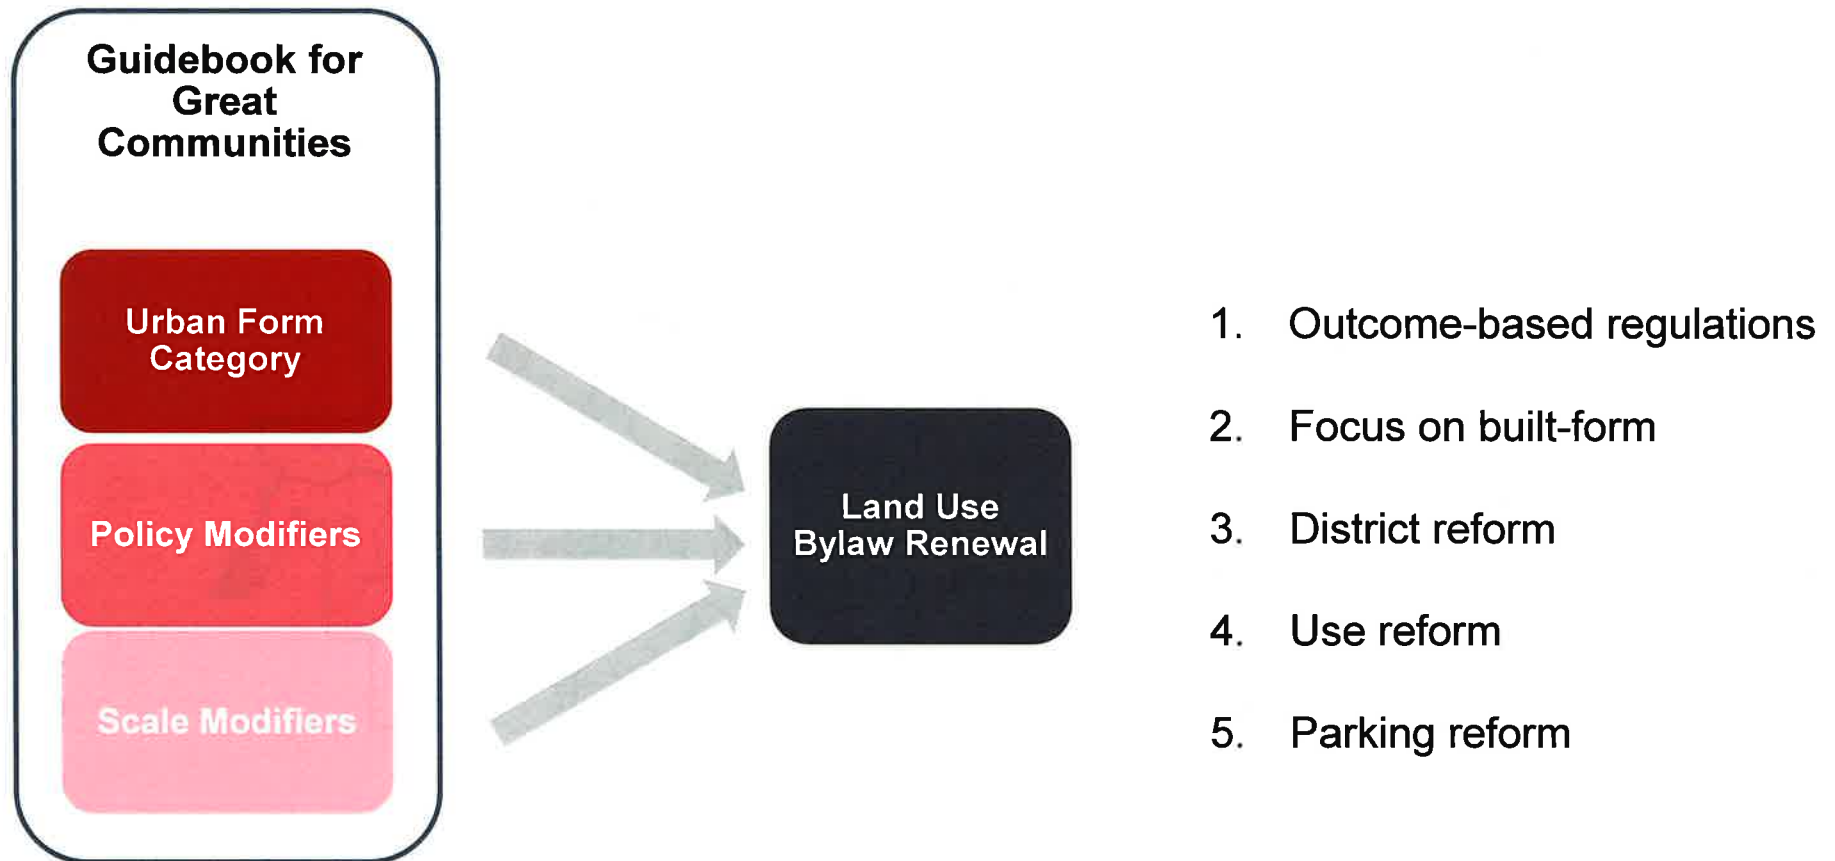 Guidebook for
Great
Communities
Urban Form
Category
Policy Modifiers
Scale Modifiers
Land Use
Bylaw Renewal
1. Outcome-based regulations
2. Focus on built-form
3. District reform
4. Use reform
5. Parking reform